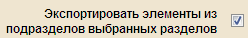 Экспортировать элементы из
подразделов выбранных разделов